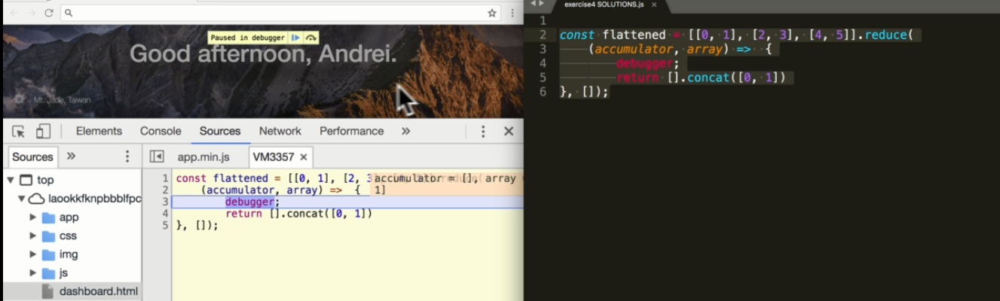 Paused in debugger
Good afternoon, Andrei.
Mt. Jade, Taiwan
Elements Console Sources Network Performance »
Sources »
app.min.js VM3357 ×
top
laookkfknpbbblfpc
app
css
img
js
dashboard.html
1 const flattened = [[0, 1], [2, 3 accumulator = [], array =
2 (accumulator, array) => { 1]
3 debugger;
4 return [].concat([0, 1])
5 }, []);
exercise4 SOLUTIONS.js ×
1
2 const flattened = [[0, 1], [2, 3], [4, 5]].reduce(
3 (accumulator, array) => {
4 debugger;
5 return [].concat([0, 1])
6 }, []);